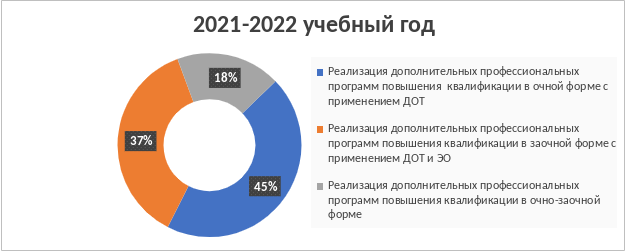 2021-2022 учебный год
18%
37%
45%
Реализация дополнительных профессиональных
программ повышения квалификации в очной форме с
применением ДОТ
Реализация дополнительных профессиональных
программ повышения квалификации в заочной форме с
применением ДОТ и ЭО
Реализация дополнительных профессиональных
программ повышения квалификации в очно-заочной
форме